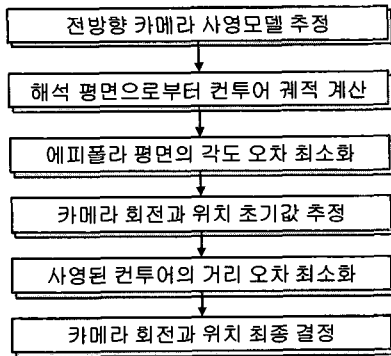 전방향 카메라 사영모델 추정
해석 평면으로부터 컨투어 궤적 계산
에피폴라 평면의 각도 오차 최소화
카메라 회전과 위치 초기값 추정
사영된 컨투어의 거리 오차 최소화
카메라 회전과 위치 최종 결정